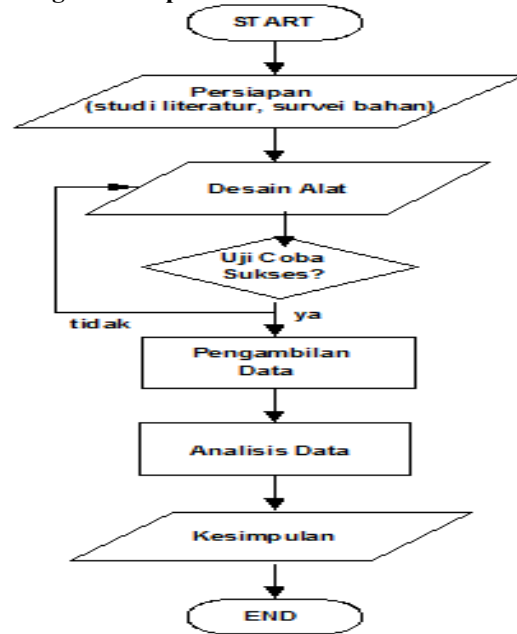 START
Persiapan
(studi literatur, survei bahan)
Desain Alat
Uji Coba
Sukses?
tidak
ya
Pengambilan
Data
Analisis Data
Kesimpulan
END